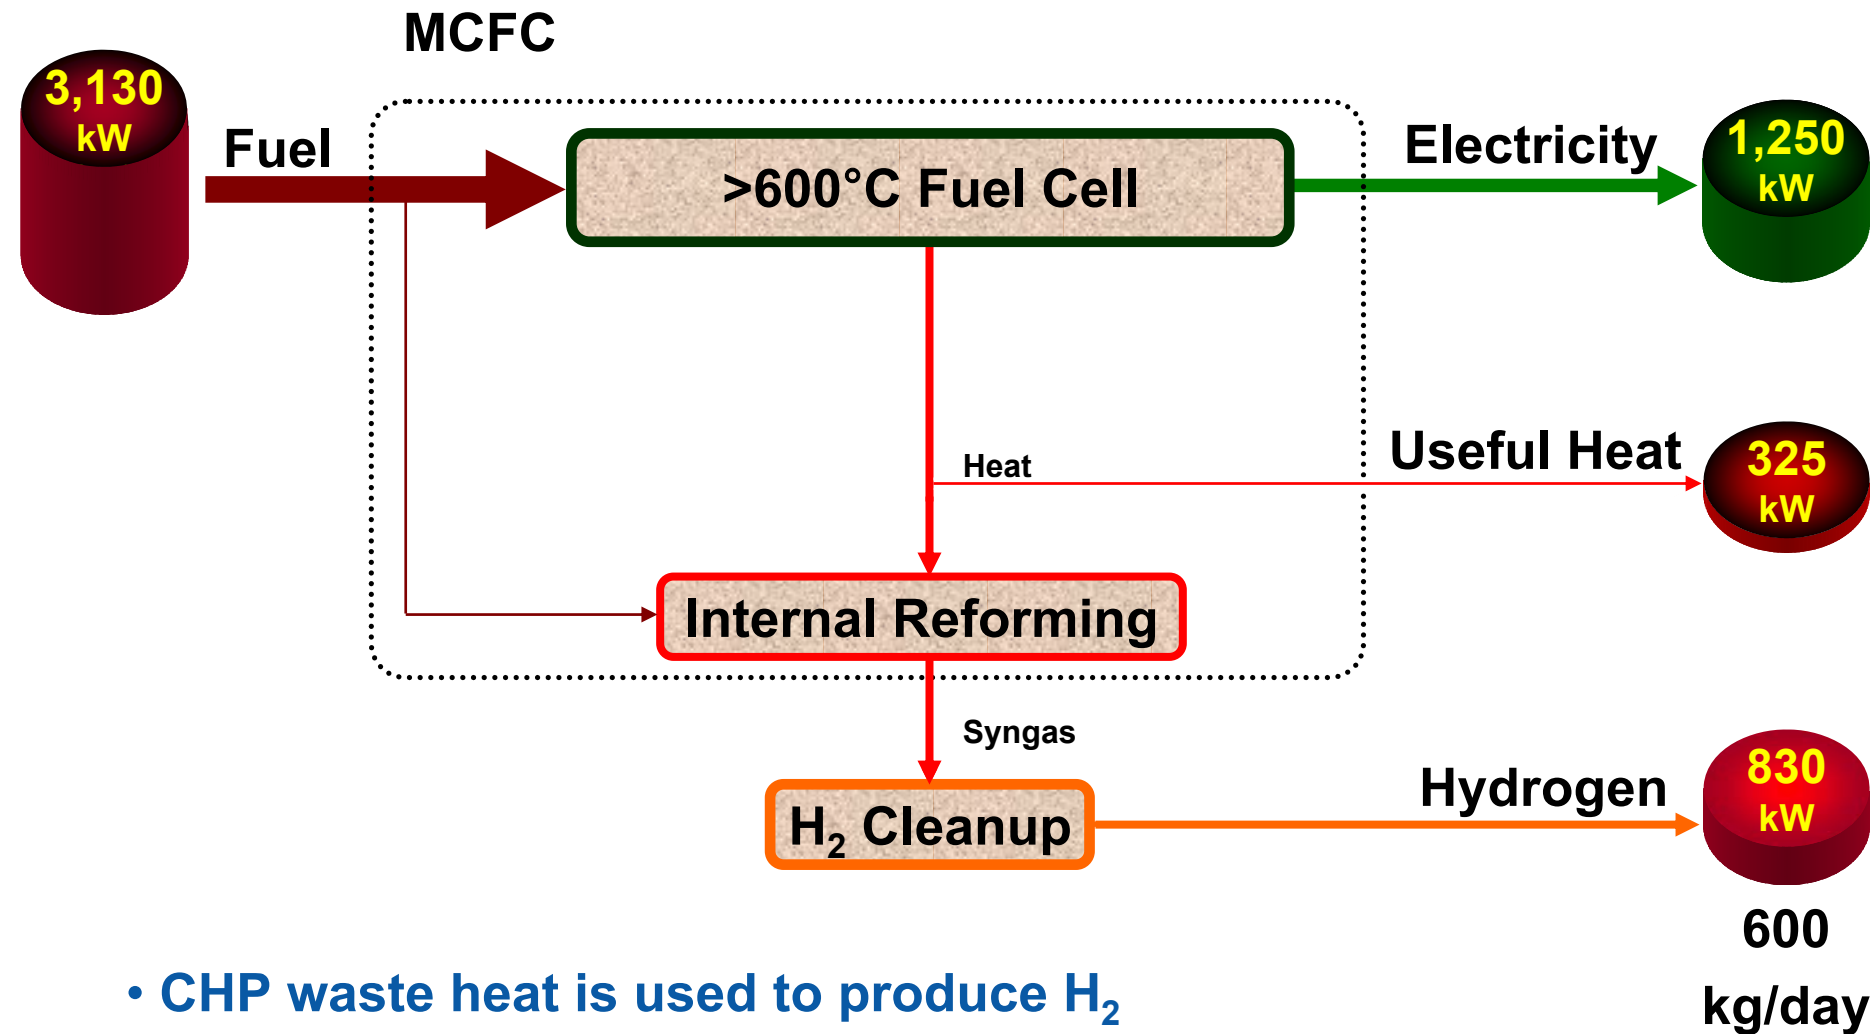 MCFC
3,130
kW
Fuel
>600°C Fuel Cell
Electricity
1,250
kW
Heat
Useful Heat
325
kW
Internal Reforming
Syngas
H₂ Cleanup
Hydrogen
830
kW
600
kg/day
• CHP waste heat is used to produce H₂